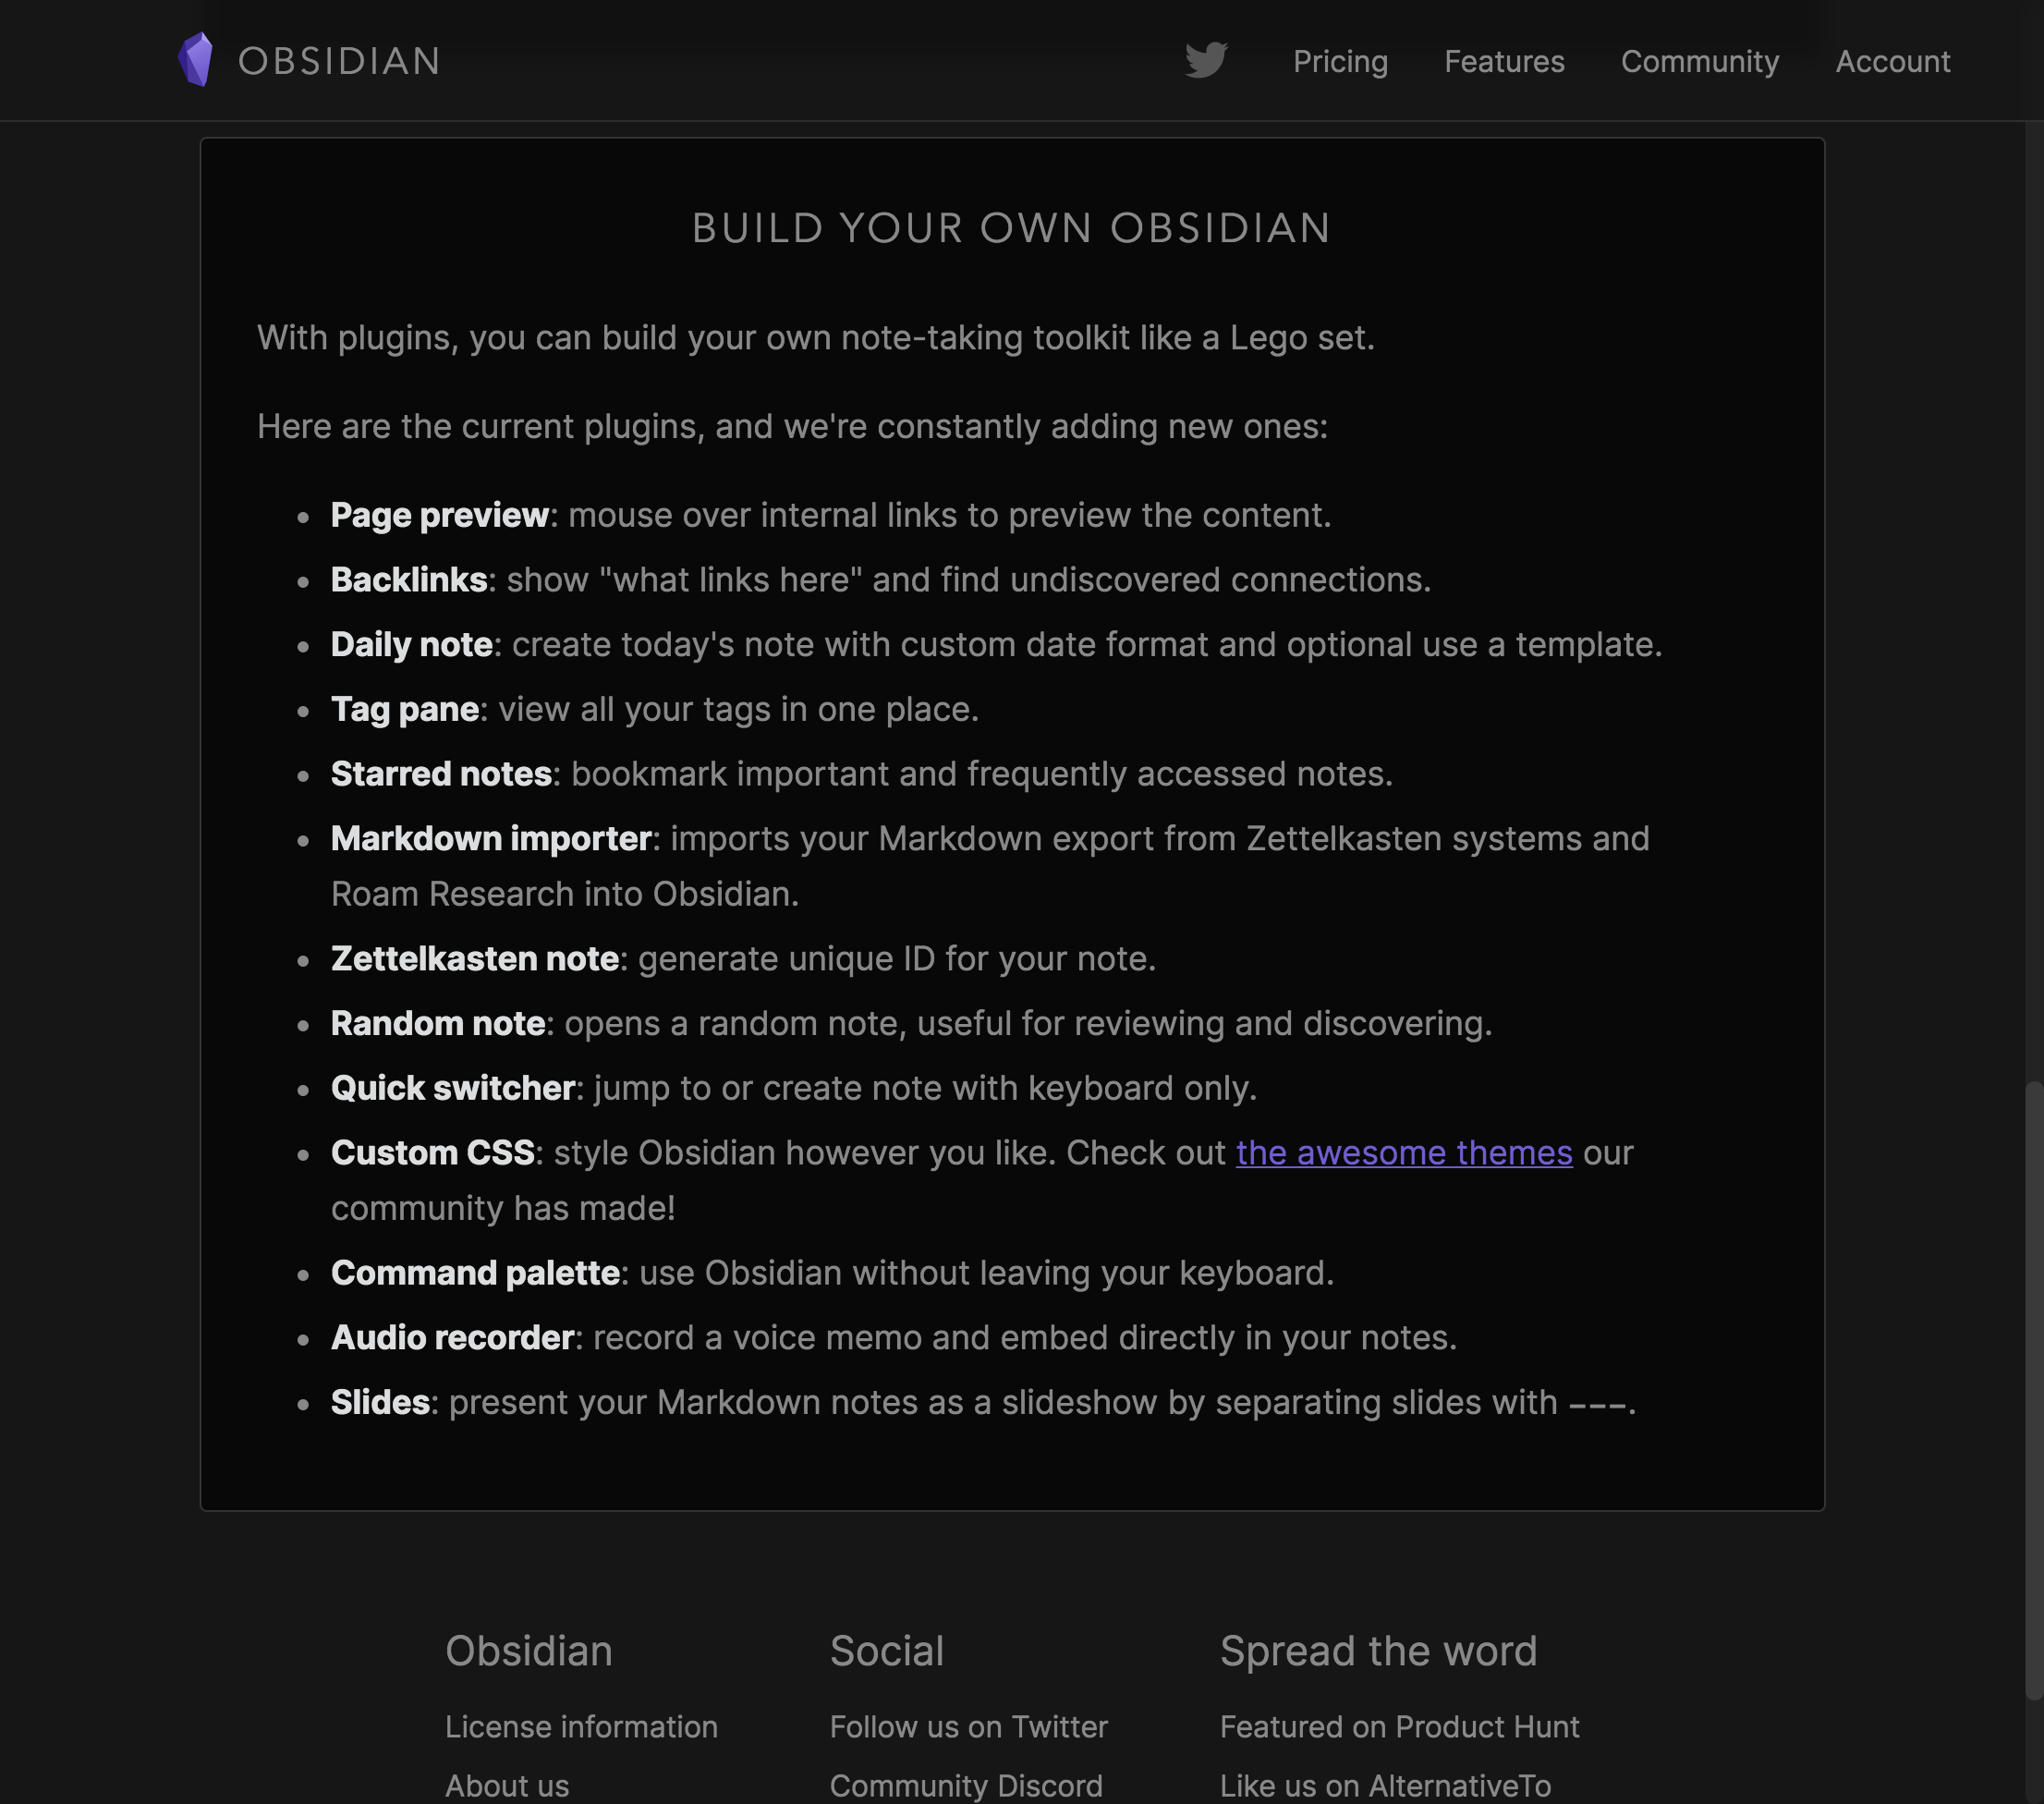 OBSIDIAN
Pricing
Features
Community
Account
BUILD YOUR OWN OBSIDIAN
With plugins, you can build your own note-taking toolkit like a Lego set.
Here are the current plugins, and we're constantly adding new ones:
• Page preview: mouse over internal links to preview the content.
• Backlinks: show "what links here" and find undiscovered connections.
• Daily note: create today's note with custom date format and optional use a template.
• Tag pane: view all your tags in one place.
• Starred notes: bookmark important and frequently accessed notes.
• Markdown importer: imports your Markdown export from Zettelkasten systems and
Roam Research into Obsidian.
• Zettelkasten note: generate unique ID for your note.
• Random note: opens a random note, useful for reviewing and discovering.
• Quick switcher: jump to or create note with keyboard only.
• Custom CSS: style Obsidian however you like. Check out the awesome themes our
community has made!
• Command palette: use Obsidian without leaving your keyboard.
• Audio recorder: record a voice memo and embed directly in your notes.
• Slides: present your Markdown notes as a slideshow by separating slides with ---.
Obsidian
License information
About us
Social
Follow us on Twitter
Community Discord
Spread the word
Featured on Product Hunt
Like us on AlternativeTo